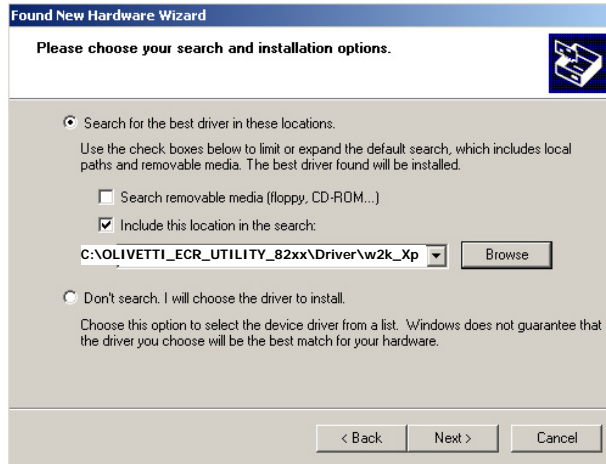 Found New Hardware Wizard
Please choose your search and installation options.
Search for the best driver in these locations.
Use the check boxes below to limit or expand the default search, which includes local
paths and removable media. The best driver found will be installed.
Search removable media (floppy, CD-ROM...)
Include this location in the search:
C:\OLIVETTI_ECR_UTILITY_82xx\Driver\w2k_Xp
Browse
Don't search. I will choose the driver to install.
Choose this option to select the device driver from a list. Windows does not guarantee that
the driver you choose will be the best match for your hardware.
< Back Next > Cancel